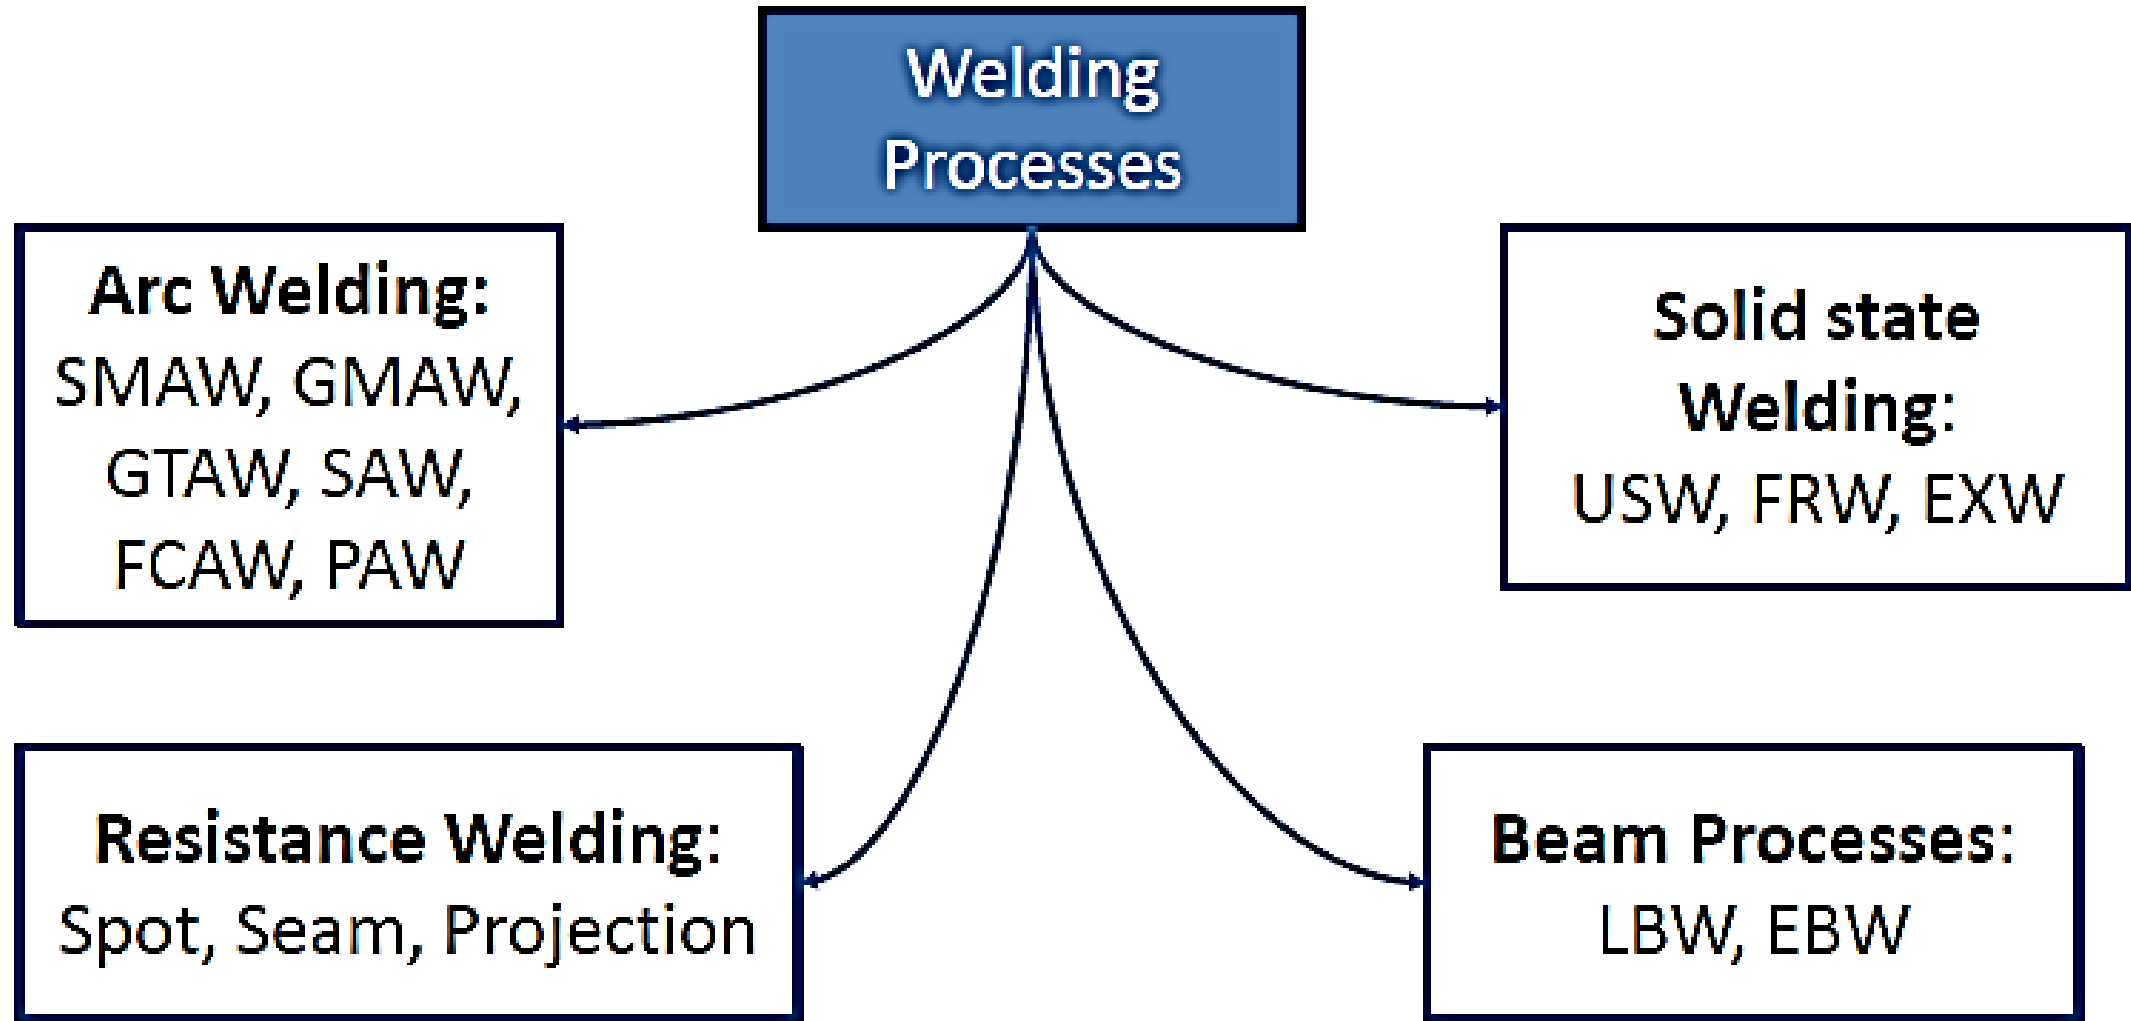 Welding
Processes
Arc Welding:
SMAW, GMAW,
GTAW, SAW,
FCAW, PAW
Solid state
Welding:
USW, FRW, EXW
Resistance Welding:
Spot, Seam, Projection
Beam Processes:
LBW, EBW